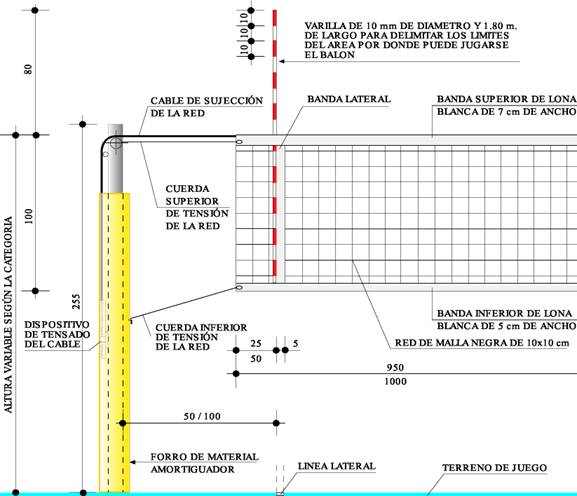 10 10 10
VARILLA DE 10 mm DE DIAMETRO Y 1.80 m.
DE LARGO PARA DELIMITAR LOS LIMITES
DEL AREA POR DONDE PUEDE JUGARSE
EL BALON
80
CABLE DE SUJECCIÓN
DE LA RED
BANDA LATERAL
BANDA SUPERIOR DE LONA
BLANCA DE 7 cm DE ANCHO
CUERDA
SUPERIOR
DE TENSIÓN
DE LA RED
100
ALTURA VARIABLE SEGÚN LA CATEGORIA
255
DISPOSITIVO
DE TENSADO
DEL CABLE
CUERDA INFERIOR
DE TENSIÓN
DE LA RED
BANDA INFERIOR DE LONA
BLANCA DE 5 cm DE ANCHO
RED DE MALLA NEGRA DE 10x10 cm
25 5
50
950
1000
50 / 100
FORRO DE MATERIAL
AMORTIGUADOR
LINEA LATERAL
TERRENO DE JUEGO